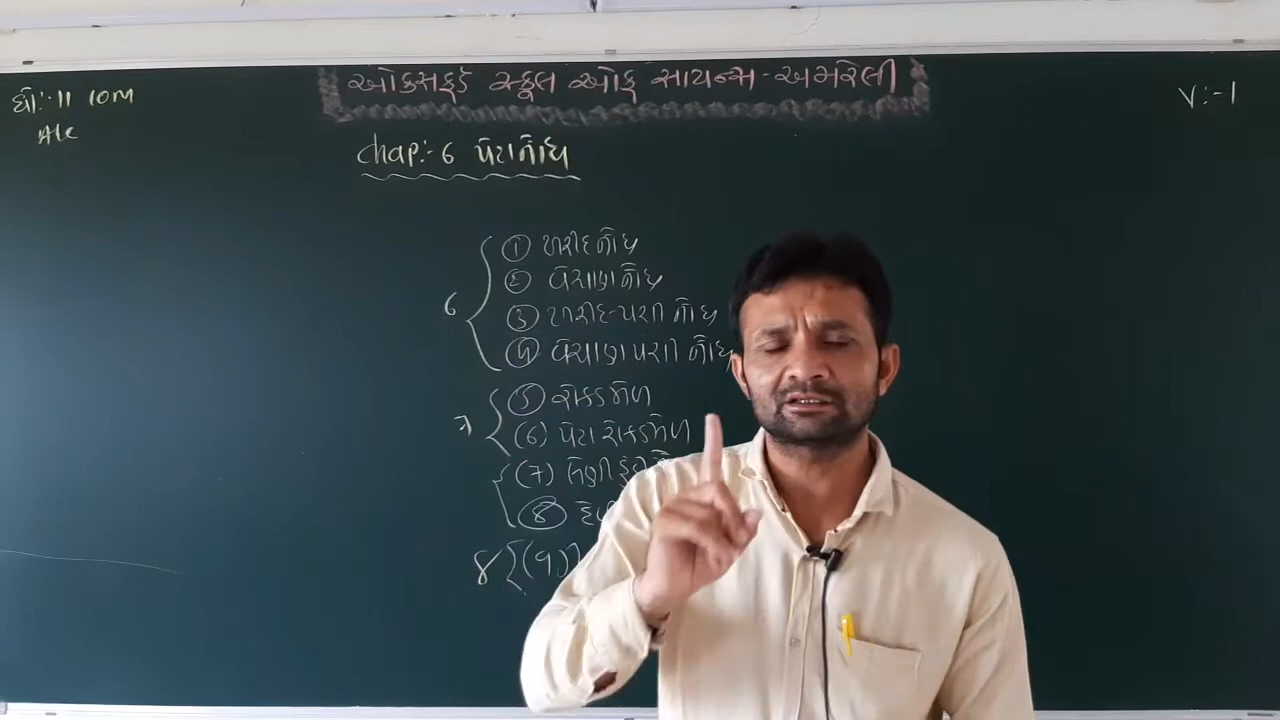 ઓક્સફર્ડ સ્કૂલ ઓફ સાયન્સ - અમરેલી
ધો:-11 COM
A/c
V:-1
chap:-6 પેટાનોંધ
6
① ખરીદનોંધ
② વેચાણનોંધ
③ ખરીદ-પરત નોંધ
④ વેચાણ પરત નોંધ
7
⑤ રોકડમેળ
(6) પેટા રોકડમેળ
(7) લેણી હૂંડી
⑧
8 (9)